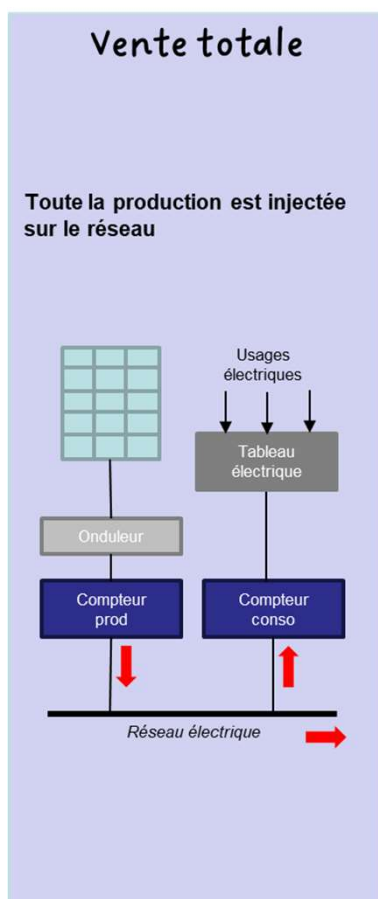 Vente totale
Toute la production est injectée
sur le réseau
Usages
électriques
Tableau
électrique
Onduleur
Compteur
prod
Compteur
conso
Réseau électrique